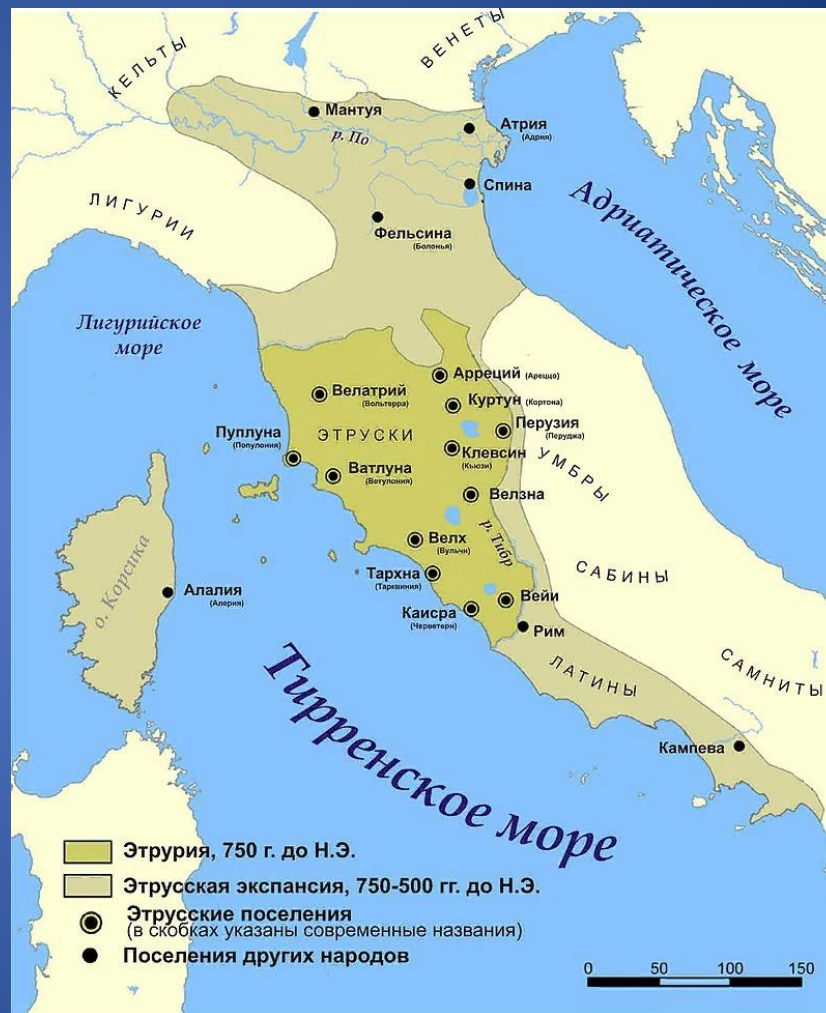 КЕЛЬТЫ
ВЕНЕТЫ
Мантуя
р. По
Атрия
(Адрия)
Спина
ЛИГУРИИ
Фельсина
(Болонья)
Адриатическое море
Лигурийское
море
Арреций (Ареццо)
Велатрий
(Вольтерра)
Куртун (Кортона)
Перузия
(Перуджа)
Пуплуна
(Популония)
ЭТРУСКИ
Клевсин
(Кьюзи)
УМБРЫ
Ватлуна
(Ветулония)
Велзна
р. Тибр
Велх
(Вульчи)
о. Корсика
САБИНЫ
Тархна
(Тарквиния)
Алалия
(Алерия)
Вейи
Каисра
(Черветери)
Рим
ЛАТИНЫ
САМНИТЫ
Тирренское море
Кампева
Этрурия, 750 г. до Н.Э.
Этрусская экспансия, 750-500 гг. до Н.Э.
Этрусские поселения
(в скобках указаны современные названия)
Поселения других народов
0 50 100 150